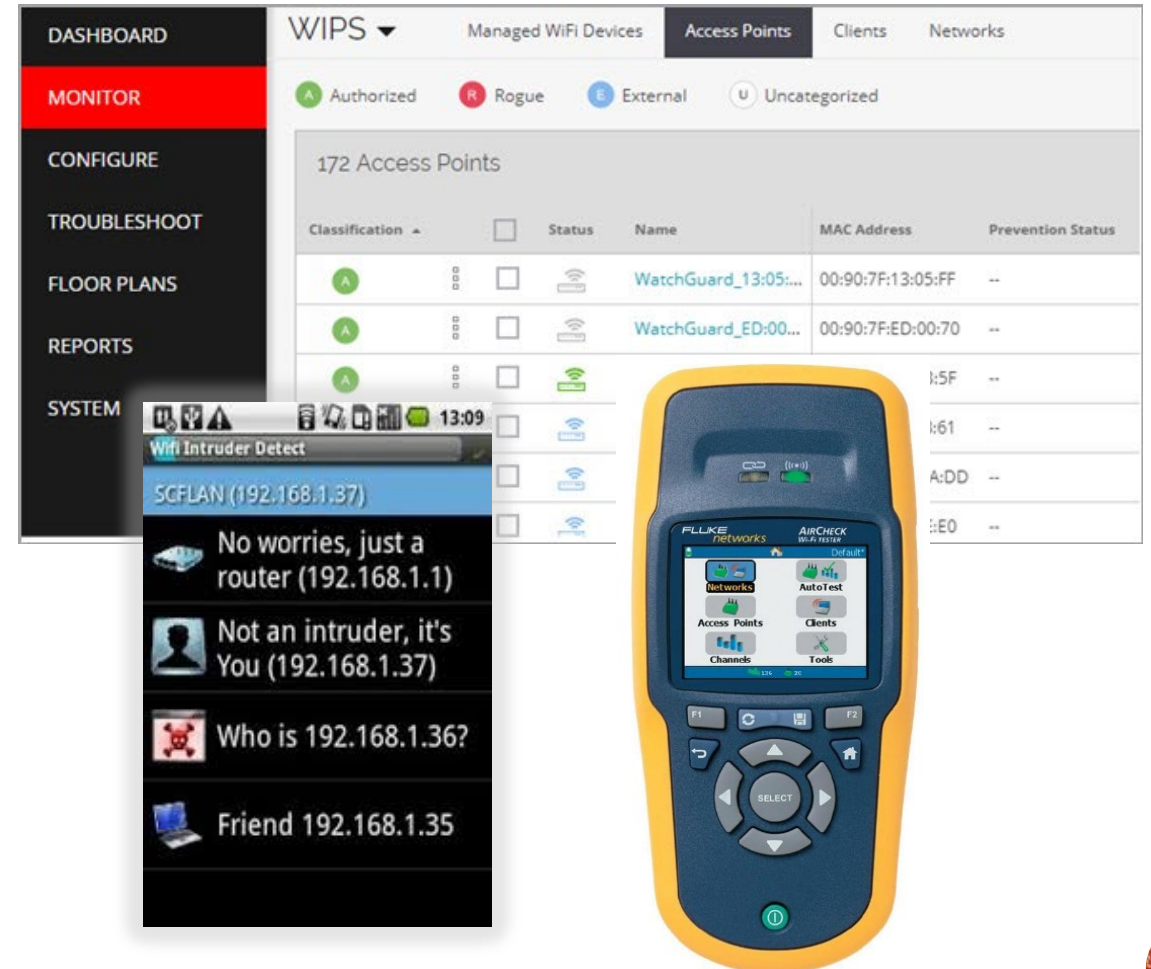 DASHBOARD
MONITOR
CONFIGURE
TROUBLESHOOT
FLOOR PLANS
REPORTS
SYSTEM
WIPS
Managed WiFi Devices
Access Points
Clients
Networks
A Authorized
R Rogue
E External
U Uncategorized
172 Access Points
Classification
Status
Name
MAC Address
Prevention Status
A
WatchGuard_13:05:...
00:90:7F:13:05:FF
--
A
WatchGuard_ED:00...
00:90:7F:ED:00:70
--
A
:5F
--
:61
--
A:DD
--
:E0
--
13:09
Wifi Intruder Detect
SCFLAN (192.168.1.37)
No worries, just a
router (192.168.1.1)
Not an intruder, it's
You (192.168.1.37)
Who is 192.168.1.36?
Friend 192.168.1.35
FLUKE
networks
AIRCHECK
WI-FI TESTER
Default*
Networks
AutoTest
Access Points
Clients
Channels
Tools
F1
F2
SELECT